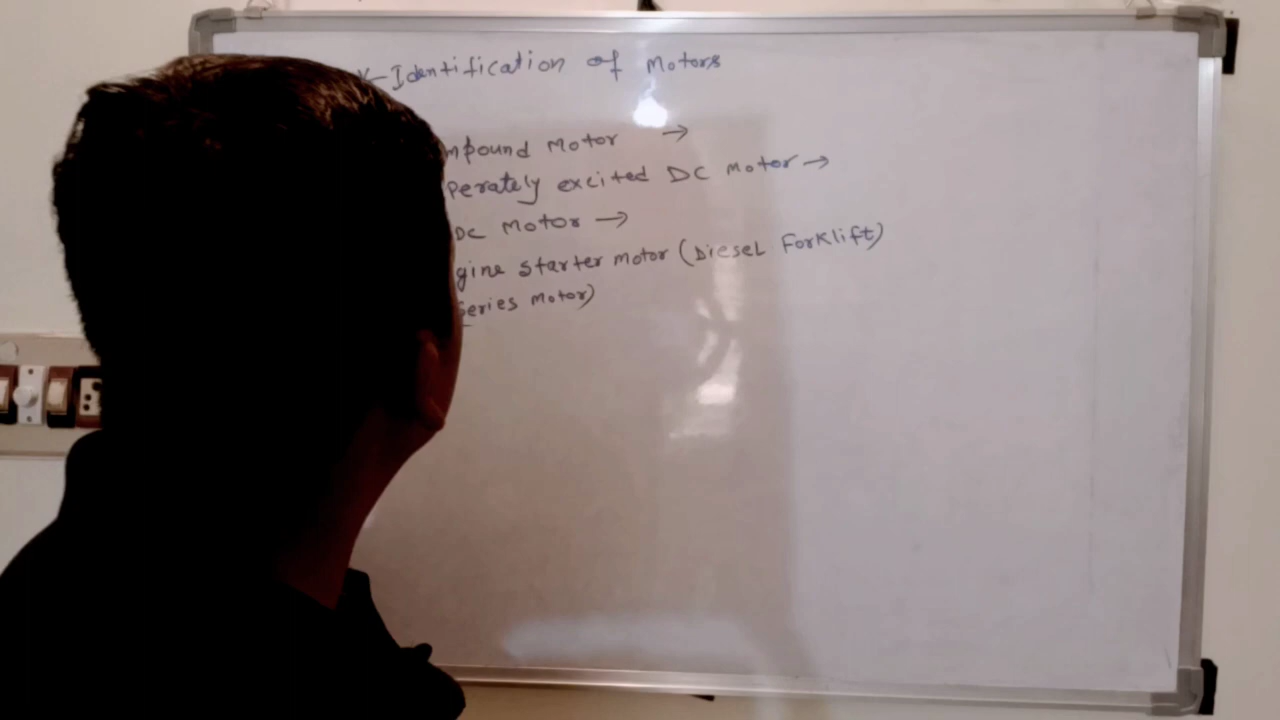 Identification of Motors
mpound Motor →
perately excited DC Motor →
DC Motor →
gine starter motor (Diesel Forklift)
Series Motor)